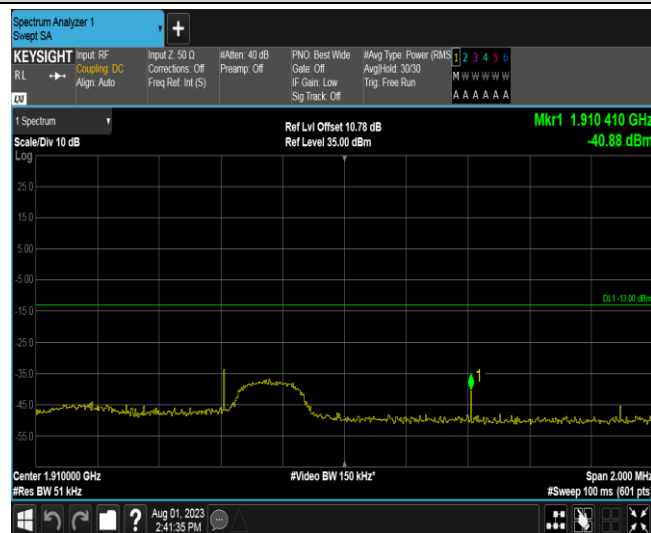 Spectrum Analyzer 1
Swept SA
+
KEYSIGHT
RL
Input: RF
Coupling: DC
Align: Auto
Input Z: 50 Ω
Corrections: Off
Freq Ref: Int (S)
#Atten: 40 dB
Preamp: Off
PNO: Best Wide
Gate: Off
IF Gain: Low
Sig Track: Off
#Avg Type: Power (RMS
Avg|Hold: 30/30
Trig: Free Run
1 2 3 4 5 6
M W W W W W
A A A A A A
1 Spectrum
Scale/Div 10 dB
Log
Ref Lvl Offset 10.78 dB
Ref Level 35.00 dBm
Mkr1 1.910 410 GHz
-40.88 dBm
25.0
15.0
5.00
-5.00
DL1 -13.00 dBm
-15.0
-25.0
-35.0
1
-45.0
-55.0
Center 1.910000 GHz
#Res BW 51 kHz
#Video BW 150 kHz*
Span 2.000 MHz
#Sweep 100 ms (601 pts)
?
Aug 01, 2023
2:41:35 PM